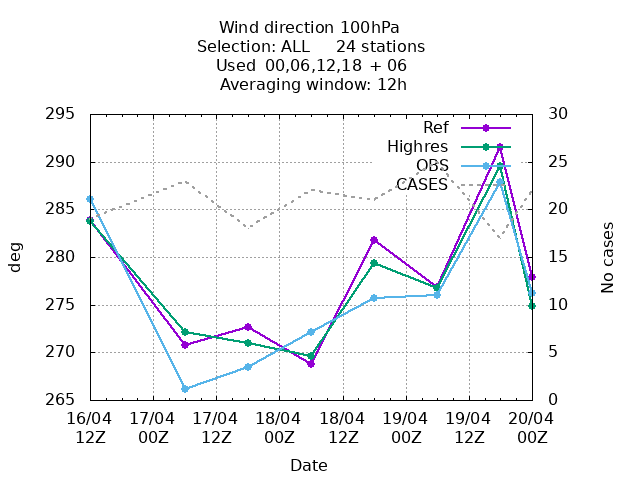 Wind direction 100hPa
Selection: ALL 24 stations
Used 00,06,12,18 + 06
Averaging window: 12h
295 30
Ref
Highres
290 25
OBS
CASES
285 20
280 15
275 10
270 5
265 0
deg
No cases
16/04 17/04 17/04 18/04 18/04 19/04 19/04 20/04
12Z 00Z 12Z 00Z 12Z 00Z 12Z 00Z
Date